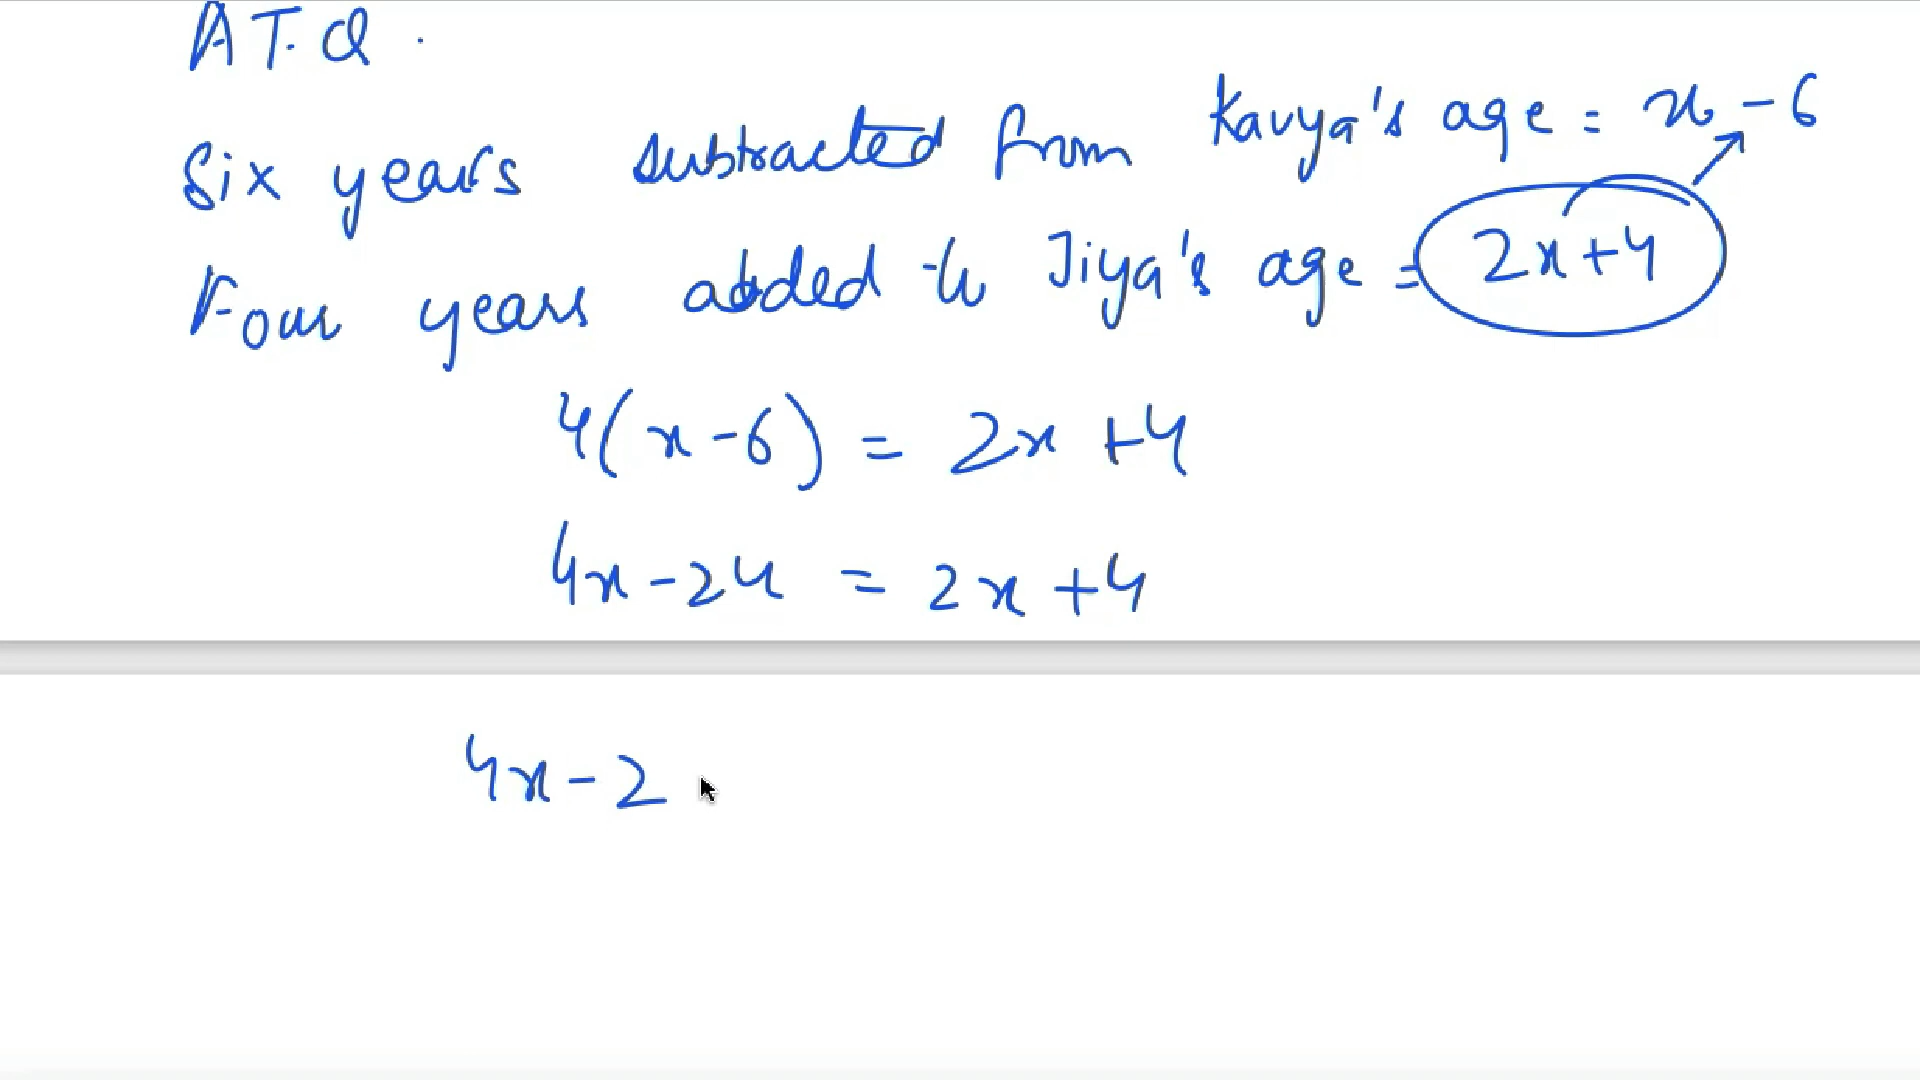 A T. Q .
Six years subtracted from Kavya's age = x - 6
Four years added to Jiya's age = 2x + 4
4(x - 6) = 2x + 4
4x - 24 = 2x + 4
4x - 2